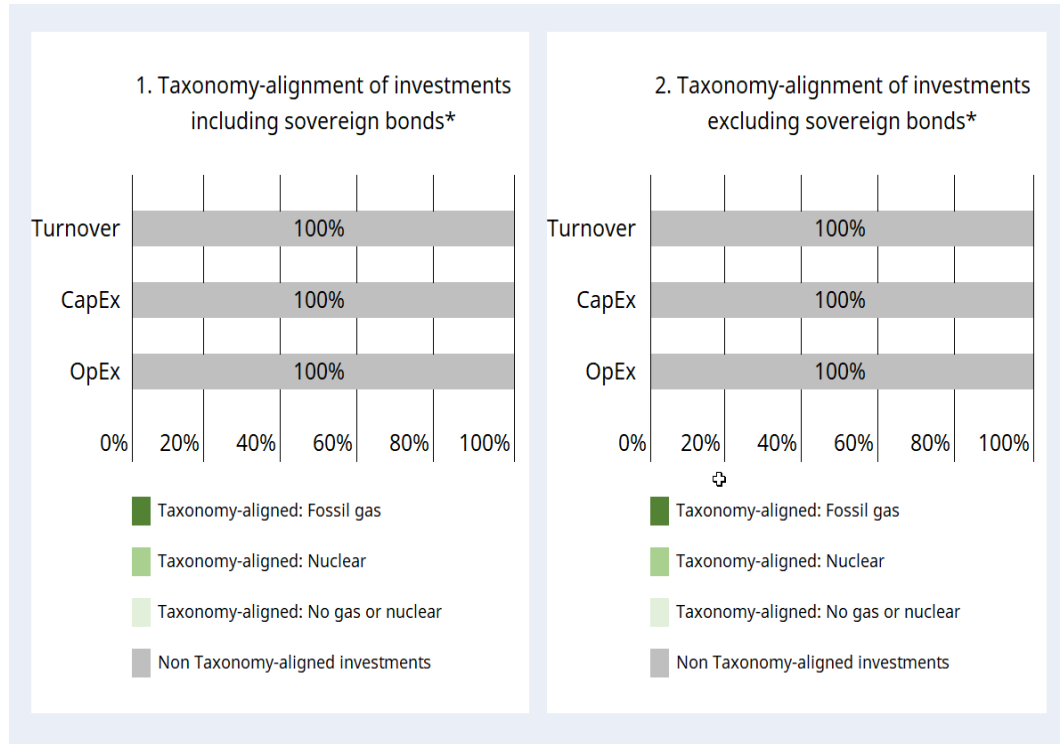 1. Taxonomy-alignment of investments
including sovereign bonds*
Turnover 100%
CapEx 100%
OpEx 100%
0% 20% 40% 60% 80% 100%
Taxonomy-aligned: Fossil gas
Taxonomy-aligned: Nuclear
Taxonomy-aligned: No gas or nuclear
Non Taxonomy-aligned investments
2. Taxonomy-alignment of investments
excluding sovereign bonds*
Turnover 100%
CapEx 100%
OpEx 100%
0% 20% 40% 60% 80% 100%
Taxonomy-aligned: Fossil gas
Taxonomy-aligned: Nuclear
Taxonomy-aligned: No gas or nuclear
Non Taxonomy-aligned investments